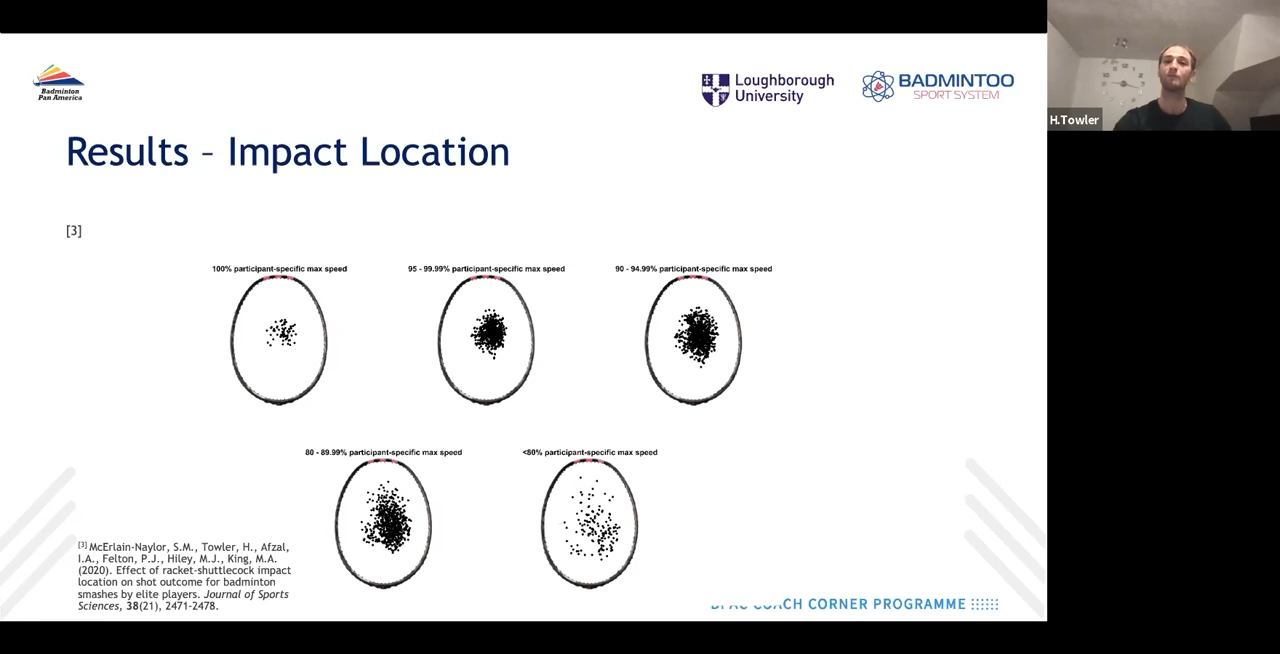 Badminton
Pan America
Loughborough
University
BADMINTOO
SPORT SYSTEM
H.Towler
Results – Impact Location
[3]
100% participant-specific max speed
95 - 99.99% participant-specific max speed
90 - 94.99% participant-specific max speed
80 - 89.99% participant-specific max speed
<80% participant-specific max speed
[3] McErlain-Naylor, S.M., Towler, H., Afzal,
I.A., Felton, P.J., Hiley, M.J., King, M.A.
(2020). Effect of racket-shuttlecock impact
location on shot outcome for badminton
smashes by elite players. Journal of Sports
Sciences, 38(21), 2471-2478.
CORNER PROGRAMME